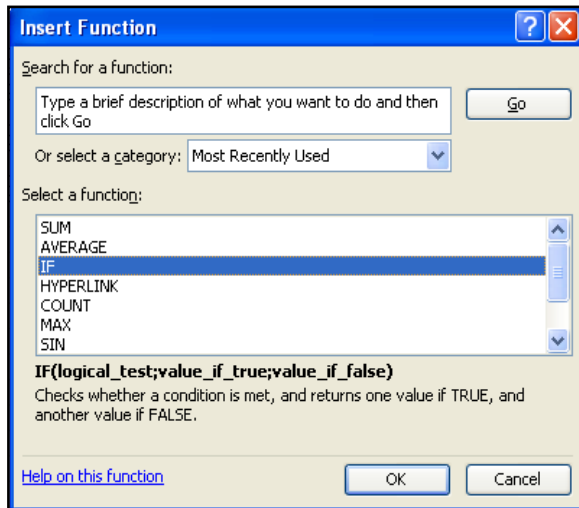 Insert Function
Search for a function:
Type a brief description of what you want to do and then
click Go
Go
Or select a category: Most Recently Used
Select a function:
SUM
AVERAGE
IF
HYPERLINK
COUNT
MAX
SIN
IF(logical_test;value_if_true;value_if_false)
Checks whether a condition is met, and returns one value if TRUE, and
another value if FALSE.
Help on this function
OK
Cancel